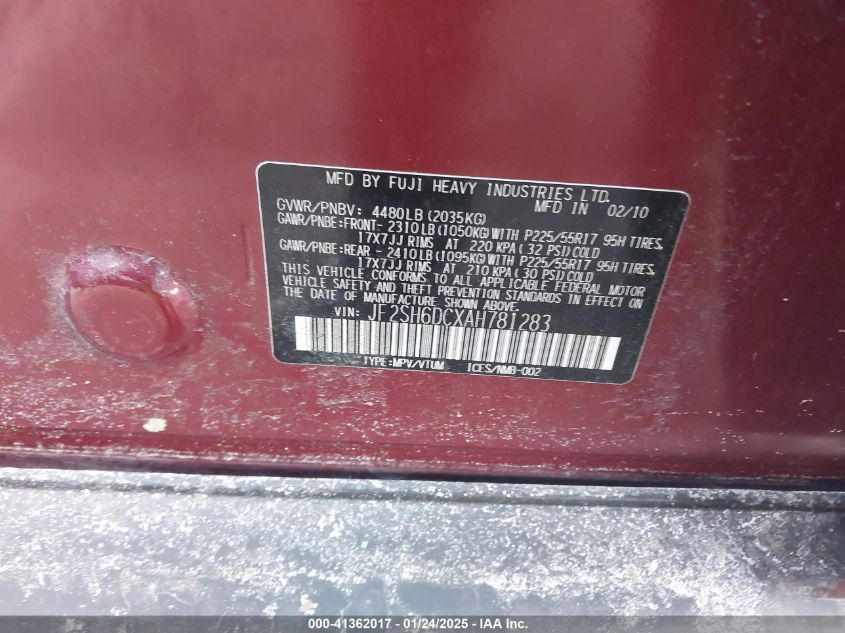 MFD BY FUJI HEAVY INDUSTRIES LTD.
GVWR/PNBV: 4480LB(2035KG) MFD IN 02/10
GAWR/PNBE:FRONT- 2310LB(1050KG)WITH P225/55R17 95H TIRES,
17X7JJ RIMS AT 220 KPA(32 PSI)COLD
GAWR/PNBE:REAR - 2410LB(1095KG)WITH P225/55R17 95H TIRES,
17X7JJ RIMS AT 210 KPA(30 PSI)COLD
THIS VEHICLE CONFORMS TO ALL APPLICABLE FEDERAL MOTOR
VEHICLE SAFETY AND THEFT PREVENTION STANDARDS IN EFFECT ON
THE DATE OF MANUFACTURE SHOWN ABOVE.
VIN: JF2SH6DCXAH781283
TYPE:MPV/VTUM ICES/NMB-002
000-41362017 - 01/24/2025 - IAA Inc.